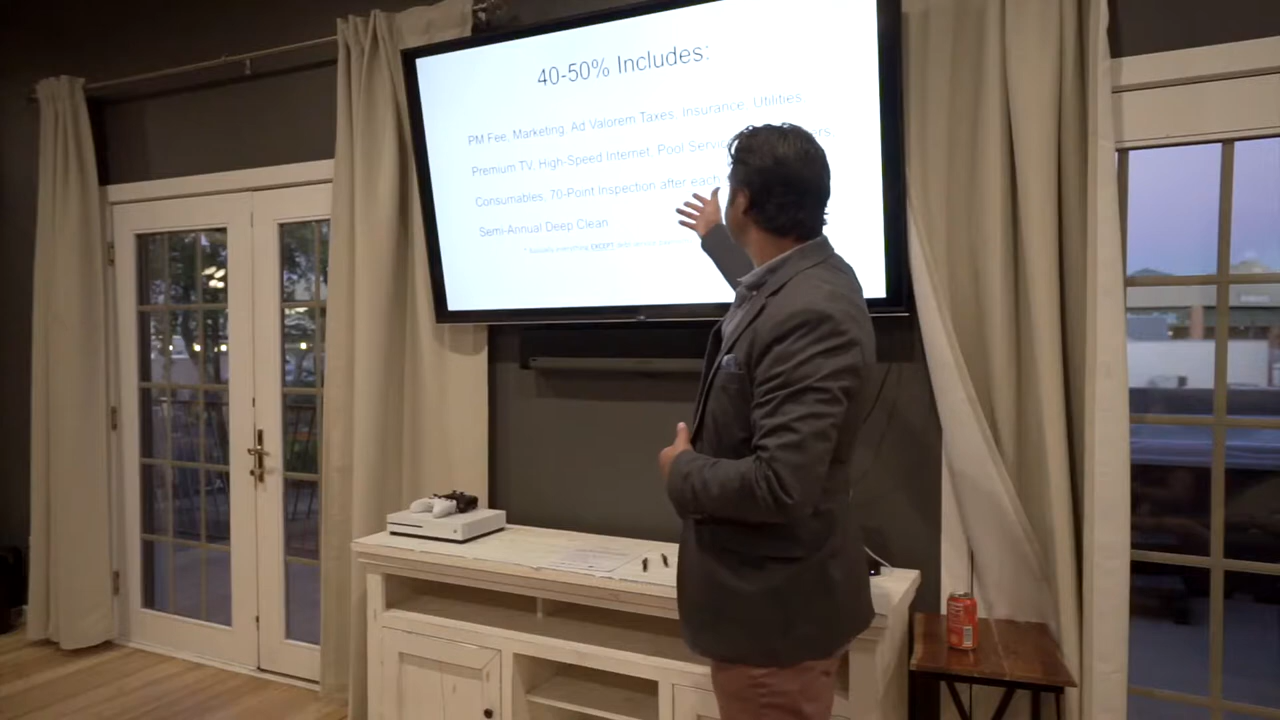 40-50% Includes:
PM Fee, Marketing, Ad Valorem Taxes, Insurance, Utilities,
Premium TV, High-Speed Internet, Pool
Consumables, 70-Point Inspection after each
Semi-Annual Deep Clean
EXCEPT